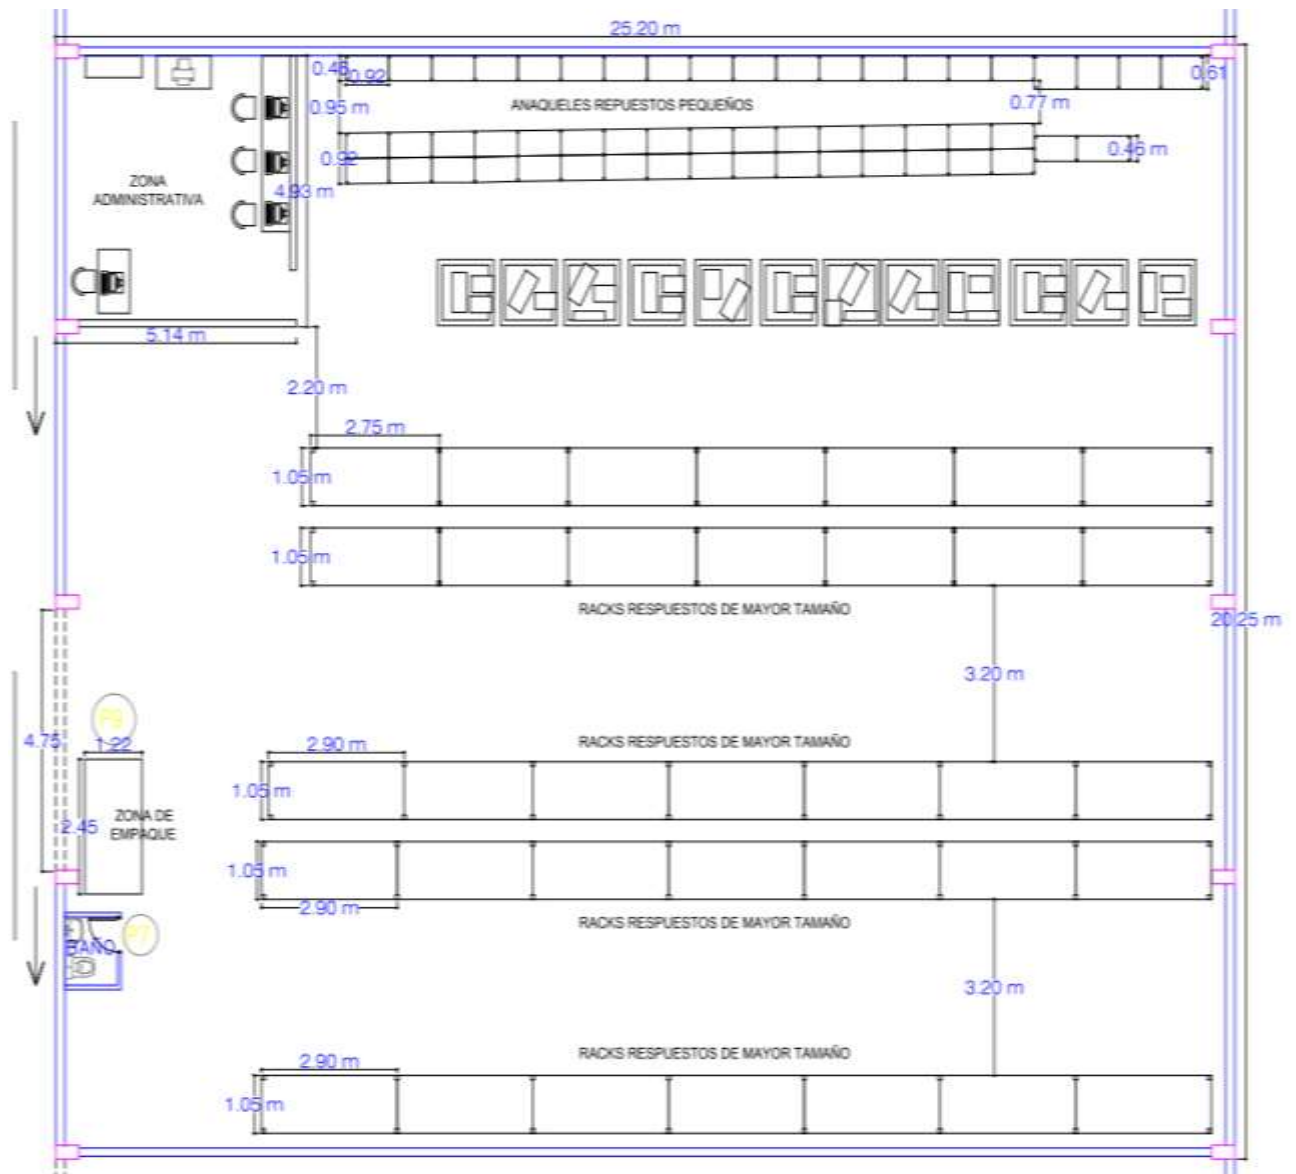 25.20 m
0.46
0.92
0.61
0.95 m
ANAQUELES REPUESTOS PEQUEÑOS
0.77 m
0.92
0.46 m
ZONA
ADMINISTRATIVA
4.93 m
5.14 m
2.20 m
2.75 m
1.05 m
1.05 m
RACKS RESPUESTOS DE MAYOR TAMAÑO
20.25 m
3.20 m
P8
4.75
1.22
2.90 m
RACKS RESPUESTOS DE MAYOR TAMAÑO
1.05 m
ZONA DE
EMPAQUE
2.45
1.05 m
2.90 m
RACKS RESPUESTOS DE MAYOR TAMAÑO
P7
BAÑO
3.20 m
RACKS RESPUESTOS DE MAYOR TAMAÑO
2.90 m
1.05 m